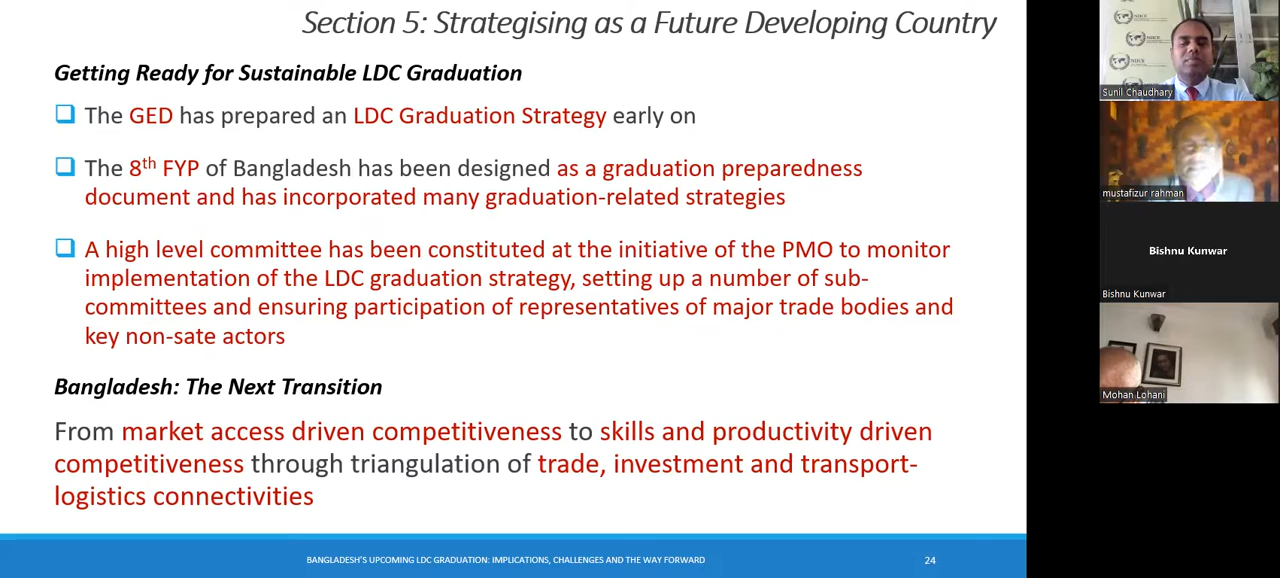 Section 5: Strategising as a Future Developing Country
Getting Ready for Sustainable LDC Graduation
❑ The GED has prepared an LDC Graduation Strategy early on
❑ The 8th FYP of Bangladesh has been designed as a graduation preparedness
document and has incorporated many graduation-related strategies
❑ A high level committee has been constituted at the initiative of the PMO to monitor
implementation of the LDC graduation strategy, setting up a number of sub-
committees and ensuring participation of representatives of major trade bodies and
key non-sate actors
Bangladesh: The Next Transition
From market access driven competitiveness to skills and productivity driven
competitiveness through triangulation of trade, investment and transport-
logistics connectivities
BANGLADESH'S UPCOMING LDC GRADUATION: IMPLICATIONS, CHALLENGES AND THE WAY FORWARD
24
Sunil Chaudhary
mustafizur rahman
Bishnu Kunwar
Bishnu Kunwar
Mohan Lohani